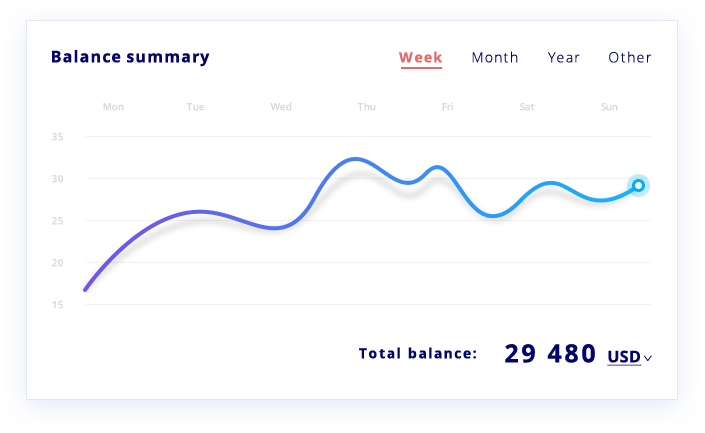 Balance summary Week Month Year Other
Mon Tue Wed Thu Fri Sat Sun
35
30
25
20
15
Total balance: 29 480 USD